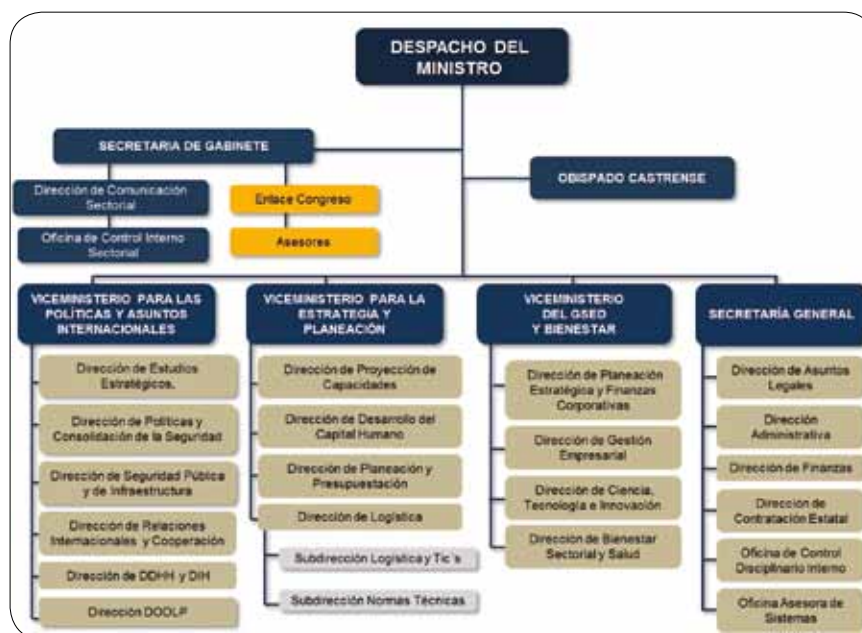 DESPACHO DEL
MINISTRO
SECRETARIA DE GABINETE
OBISPADO CASTRENSE
Dirección de Comunicación
Sectorial
Enlace Congreso
Oficina de Control Interno
Sectorial
Asesores
VICEMINISTERIO PARA LAS
POLÍTICAS Y ASUNTOS
INTERNACIONALES
Dirección de Estudios
Estratégicos.
Dirección de Políticas y
Consolidación de la Seguridad
Dirección de Seguridad Pública
y de Infraestructura
Dirección de Relaciones
Internacionales y Cooperación
Dirección de DDHH y DIH
Dirección DOOLP
VICEMINISTERIO PARA LA
ESTRATEGIA Y
PLANEACIÓN
Dirección de Proyección de
Capacidades
Dirección de Desarrollo del
Capital Humano
Dirección de Planeación y
Presupuestación
Dirección de Logística
Subdirección Logística y Tic´s
Subdirección Normas Técnicas
VICEMINISTERIO
DEL GSED
Y BIENESTAR
Dirección de Planeación
Estratégica y Finanzas
Corporativas
Dirección de Gestión
Empresarial
Dirección de Ciencia,
Tecnología e Innovación
Dirección de Bienestar
Sectorial y Salud
SECRETARÍA GENERAL
Dirección de Asuntos
Legales
Dirección
Administrativa
Dirección de Finanzas
Dirección de
Contratación Estatal
Oficina de Control
Disciplinario Interno
Oficina Asesora de
Sistemas